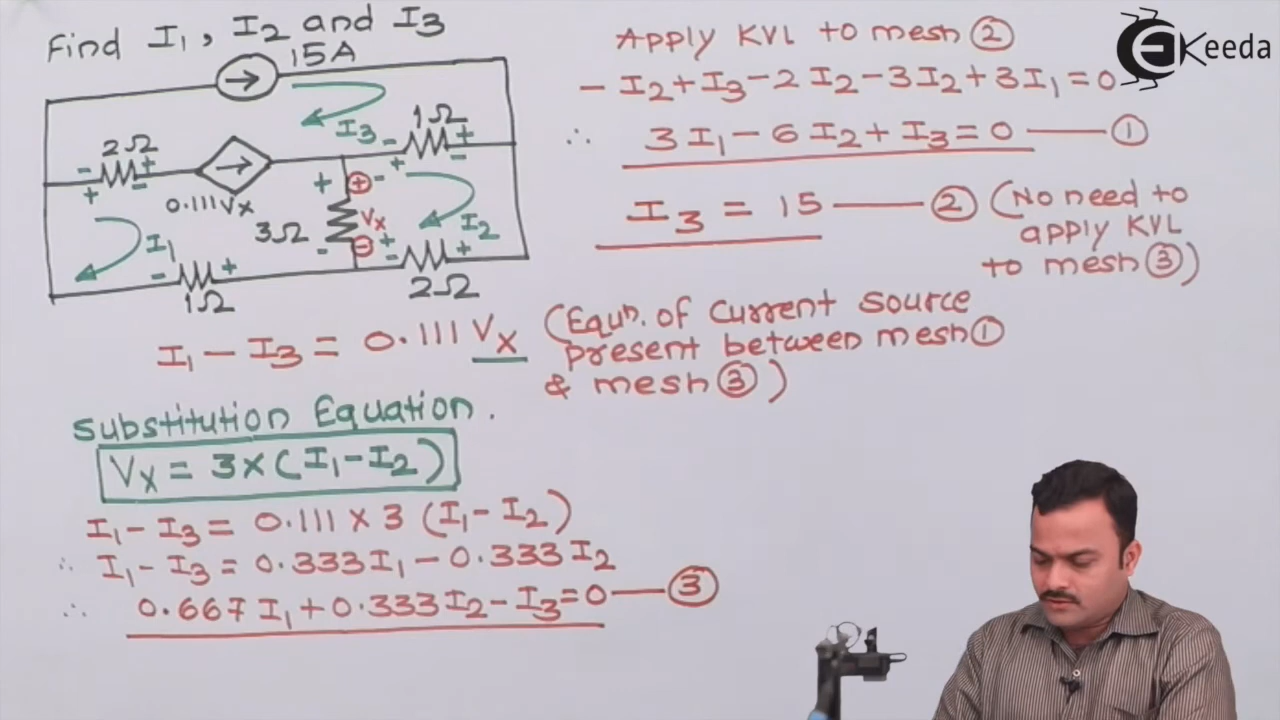 Find I₁, I₂ and I₃
15A
I₃
1Ω
2Ω
0.111Vx
Vx
3Ω
I₂
I₁
1Ω
2Ω
I₁ - I₃ = 0.111 Vx (Equn. of current source present between mesh ① & mesh ③)
Substitution Equation.
Vx = 3×(I₁-I₂)
I₁ - I₃ = 0.111 × 3 (I₁ - I₂)
∴ I₁ - I₃ = 0.333 I₁ - 0.333 I₂
∴ 0.667 I₁ + 0.333 I₂ - I₃ = 0 — ③
Apply KVL to mesh ②
- I₂ + I₃ - 2 I₂ - 3 I₂ + 3 I₁ = 0
∴ 3 I₁ - 6 I₂ + I₃ = 0 — ①
I₃ = 15 — ② (No need to
apply KVL
to mesh ③)
Ekeeda